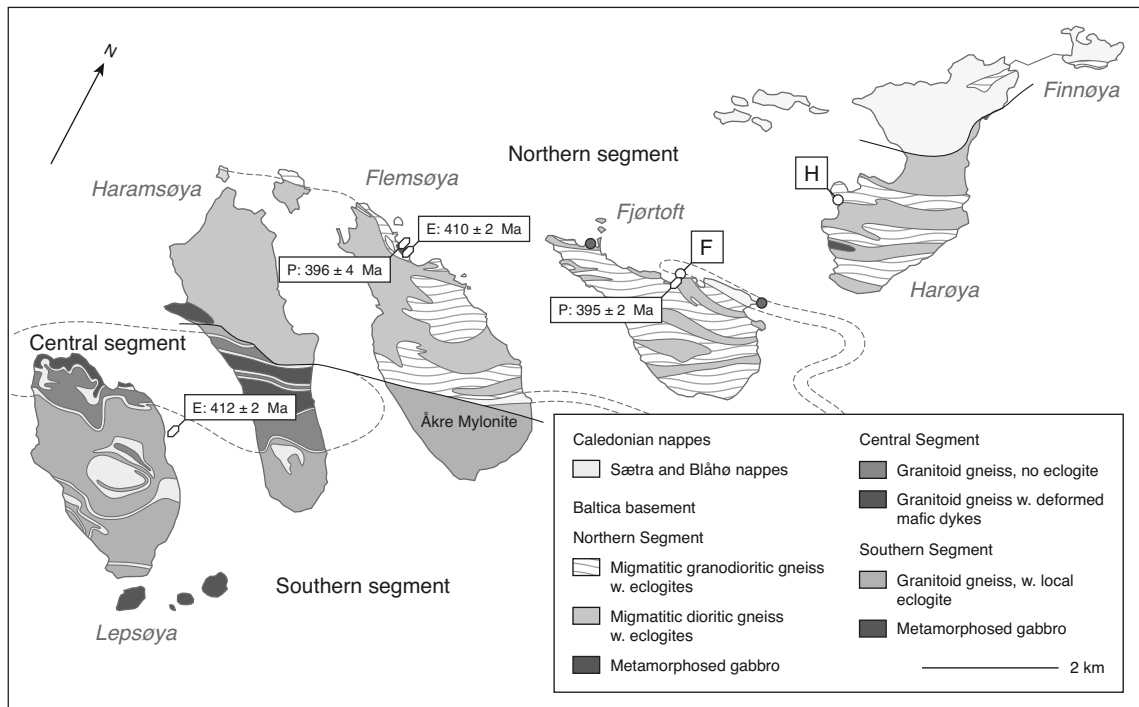 N
Finnøya
Northern segment
Haramsøya
Flemsøya
H
Fjørtoft
E: 410 ± 2 Ma
F
P: 396 ± 4 Ma
P: 395 ± 2 Ma
Harøya
Central segment
E: 412 ± 2 Ma
Åkre Mylonite
Southern segment
Lepsøya
Caledonian nappes
Sætra and Blåhø nappes
Baltica basement
Northern Segment
Migmatitic granodioritic gneiss
w. eclogites
Migmatitic dioritic gneiss
w. eclogites
Metamorphosed gabbro
Central Segment
Granitoid gneiss, no eclogite
Granitoid gneiss w. deformed
mafic dykes
Southern Segment
Granitoid gneiss, w. local
eclogite
Metamorphosed gabbro
2 km